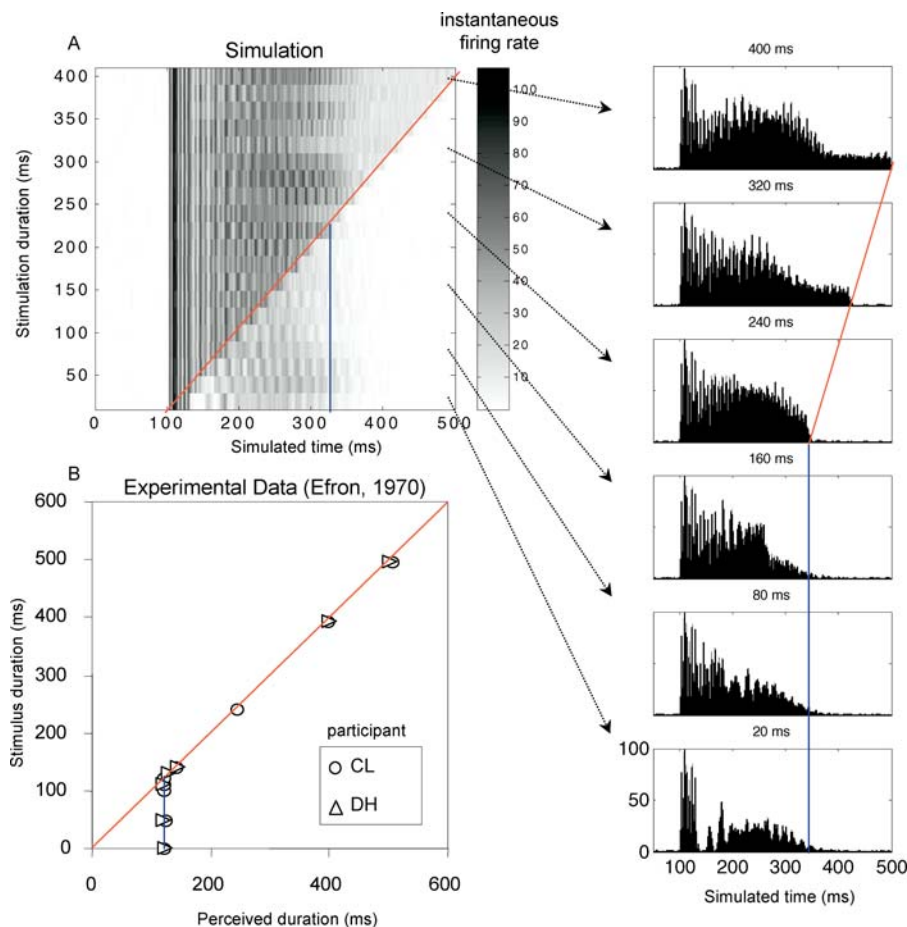 A
Simulation
instantaneous
firing rate
Stimulation duration (ms)
400
350
300
250
200
150
100
50
0 100 200 300 400 500
Simulated time (ms)
100
90
80
70
60
50
40
30
20
10
400 ms
320 ms
240 ms
160 ms
80 ms
20 ms
100
50
0
100 200 300 400 500
Simulated time (ms)
B
Experimental Data (Efron, 1970)
Stimulus duration (ms)
600
500
400
300
200
100
0
0 200 400 600
Perceived duration (ms)
participant
CL
DH